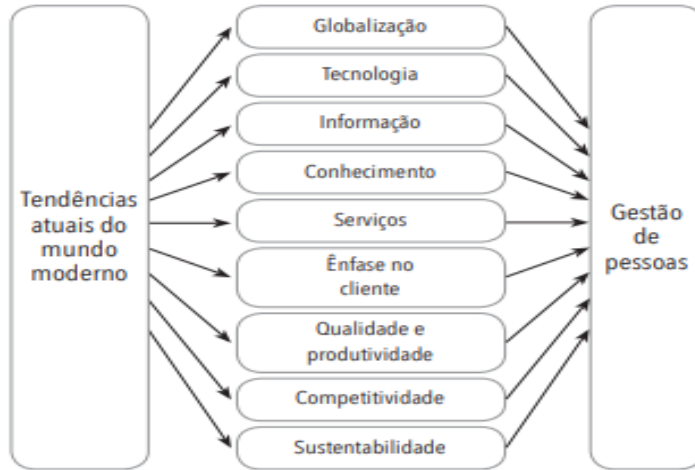 Tendências
atuais do
mundo
moderno
Globalização
Tecnologia
Informação
Conhecimento
Serviços
Ênfase no
cliente
Qualidade e
produtividade
Competitividade
Sustentabilidade
Gestão
de
pessoas